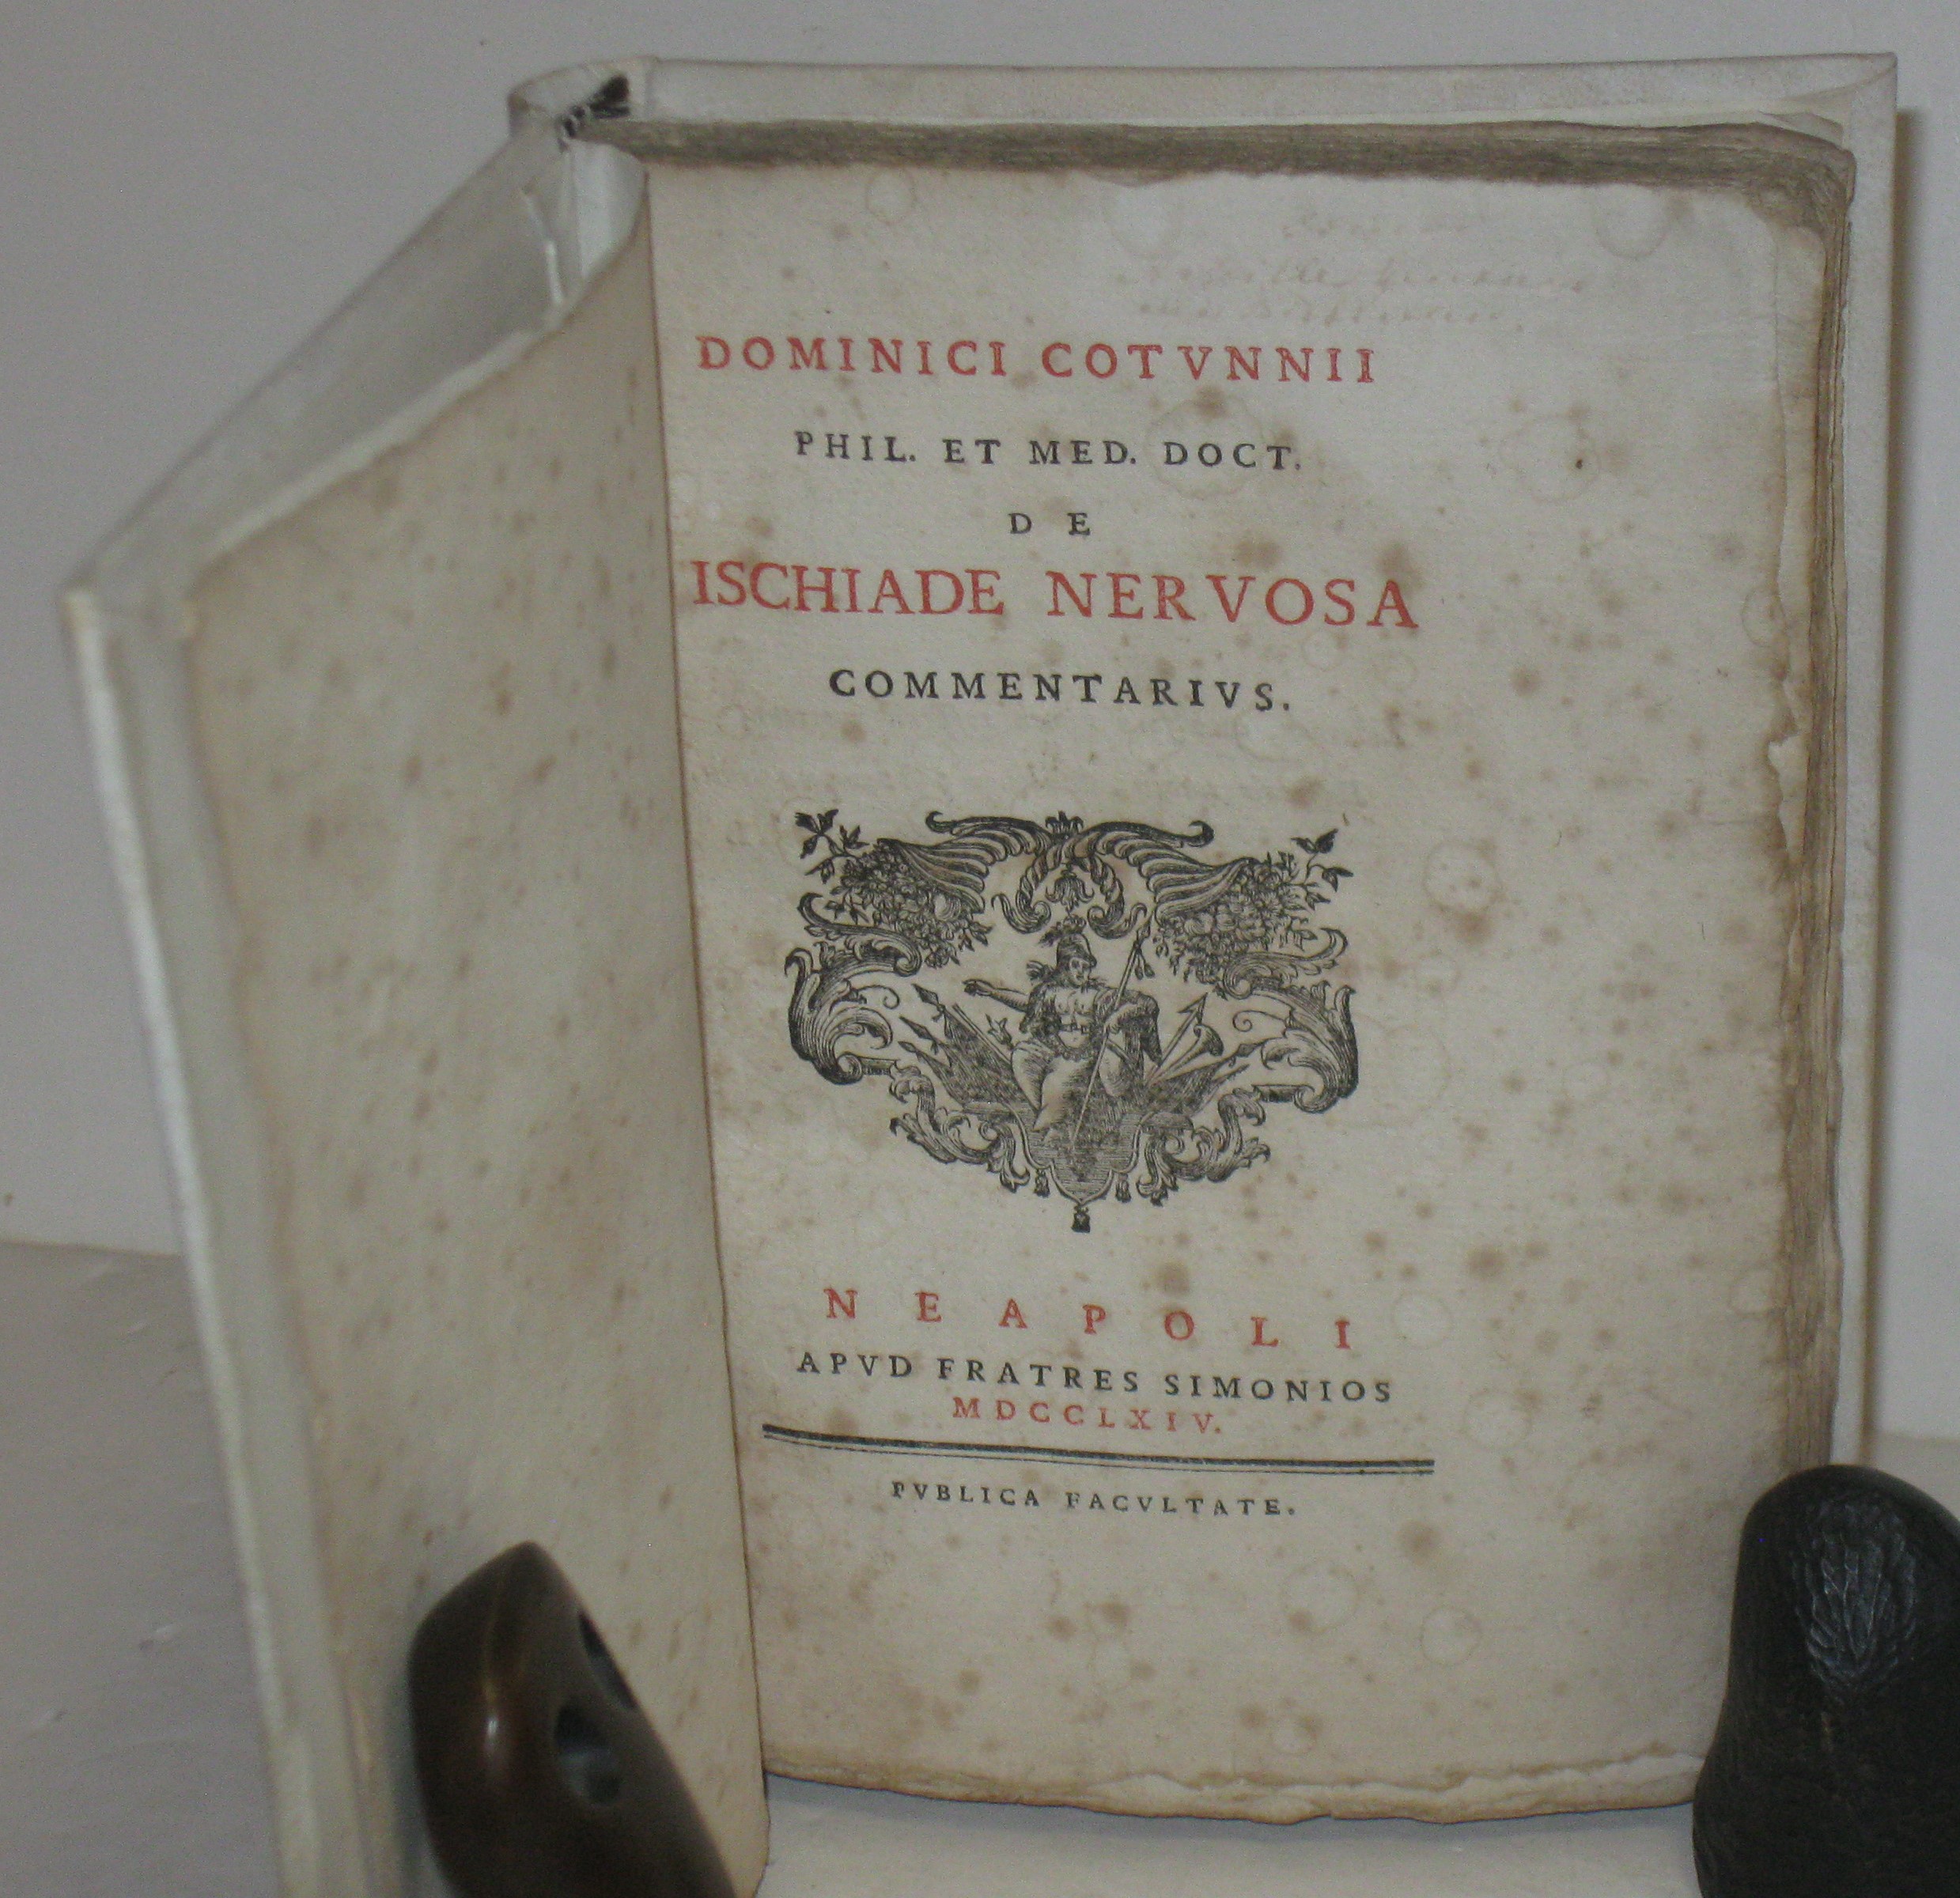 DOMINICI COTVNNII
PHIL. ET MED. DOCT.
DE
ISCHIADE NERVOSA
COMMENTARIVS.
NEAPOLI
APVD FRATRES SIMONIOS
MDCCLXIV.
PVBLICA FACVLTATE.